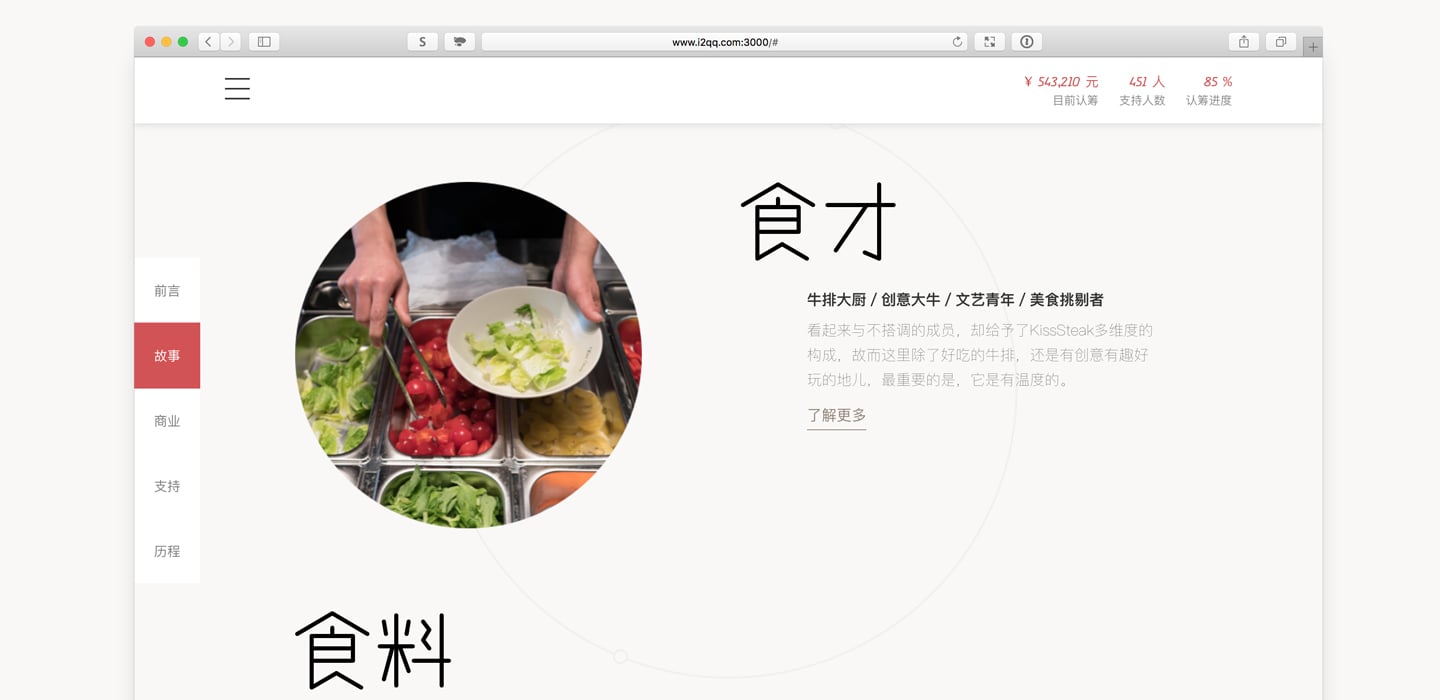 S
www.i2qq.com:3000/#
¥ 543,210 元 451 人 85 %
目前认筹 支持人数 认筹进度
食才
牛排大厨 / 创意大牛 / 文艺青年 / 美食挑剔者
看起来与不搭调的成员，却给予了KissSteak多维度的
构成，故而这里除了好吃的牛排，还是有创意有趣好
玩的地儿，最重要的是，它是有温度的。
了解更多
前言
故事
商业
支持
历程
食料